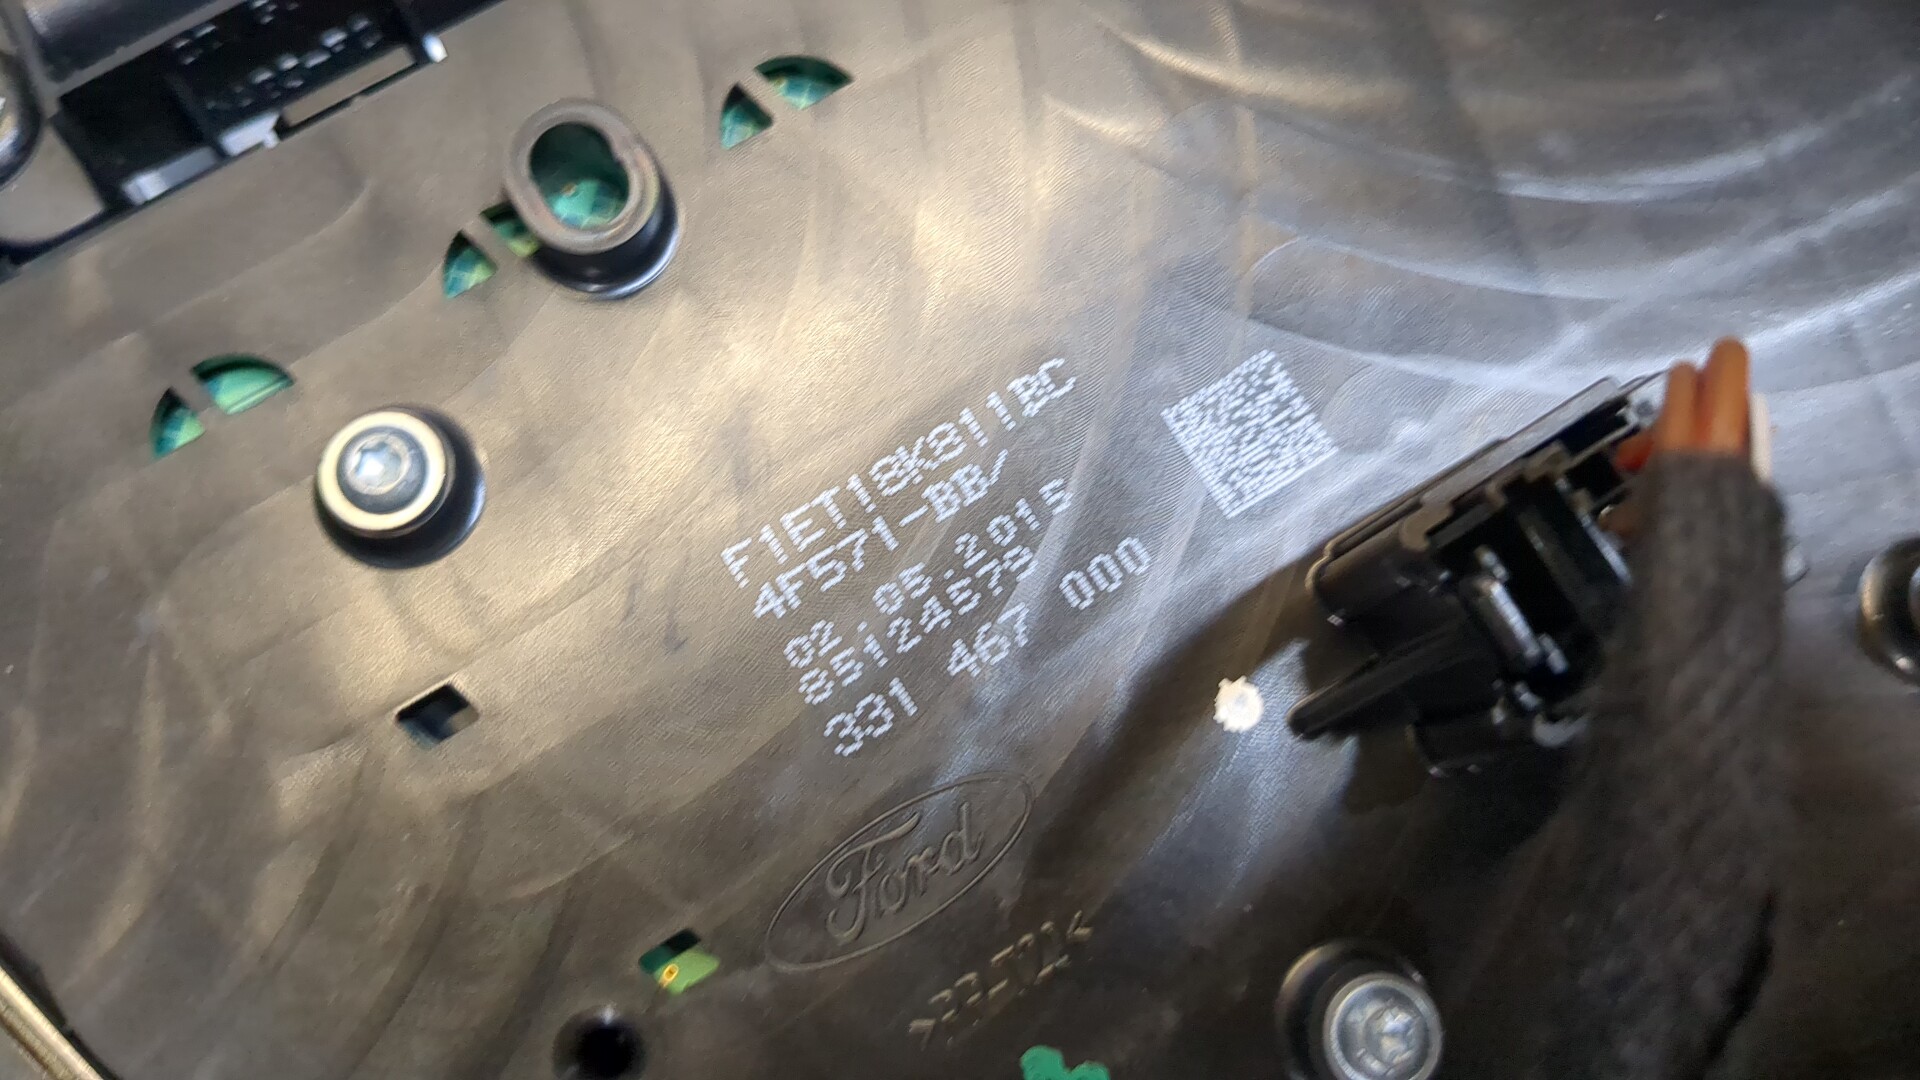 F1ET18K811BC
4F571-BB/
02.05.2015
85124579
331 467 000
Ford